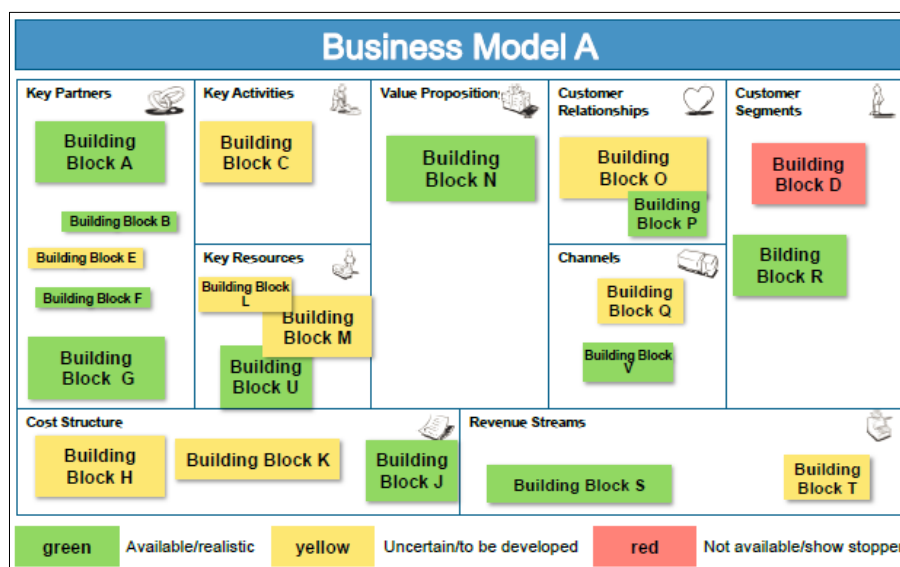 Business Model A
Key Partners
Building
Block A
Building Block B
Building Block E
Building Block F
Building
Block G
Key Activities
Building
Block C
Key Resources
Building Block
L
Building
Block M
Building
Block U
Value Proposition
Building
Block N
Customer
Relationships
Building
Block O
Building
Block P
Channels
Building
Block Q
Building Block
V
Customer
Segments
Building
Block D
Bilding
Block R
Cost Structure
Building
Block H
Building Block K
Building
Block J
Revenue Streams
Building Block S
Building
Block T
green
Available/realistic
yellow
Uncertain/to be developed
red
Not available/show stopper